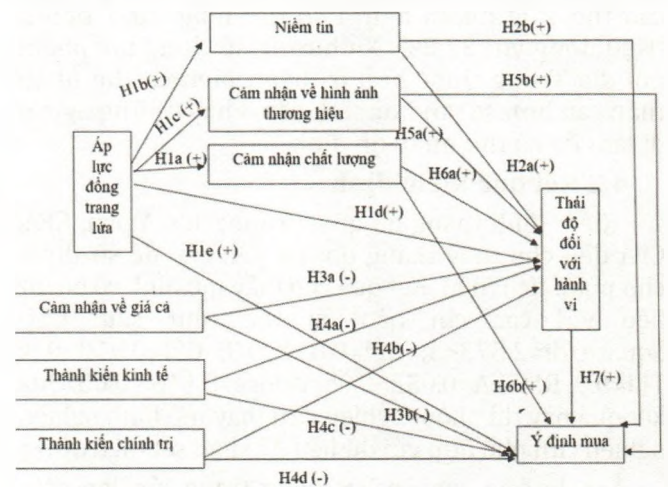 Niềm tin
H2b(+)
H5b(+)
H1b(+)
H1c(+)
Cảm nhận về hình ảnh
thương hiệu
H5a(+)
Áp
lực
đồng
trang
lứa
H1a (+)
Cảm nhận chất lượng
H6a(+)
H2a(+)
H1d(+)
Thái
độ
đối
với
hành
vi
H1e (+)
H3a (-)
Cảm nhận về giá cả
H4a(-)
H4b(-)
Thành kiến kinh tế
H6b(+)
H7(+)
H3b(-)
H4c (-)
Thành kiến chính trị
Ý định mua
H4d (-)